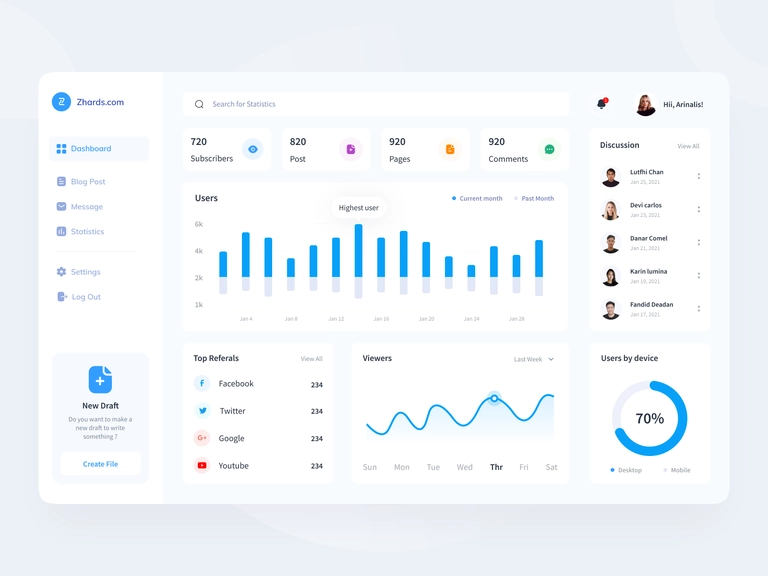 Zhards.com
Dashboard
Blog Post
Message
Statistics
Settings
Log Out
New Draft
Do you want to make a
new draft to write
something ?
Create File
Search for Statistics
Hii, Arinalis!
720
Subscribers
820
Post
920
Pages
920
Comments
Users
Highest user
Current month
Past Month
6k
4k
2k
1k
Jan 4
Jan 8
Jan 12
Jan 16
Jan 20
Jan 24
Jan 28
Discussion
View All
Lutfhi Chan
Jan 25, 2021
Devi carlos
Jan 23, 2021
Danar Comel
Jan 21, 2021
Karin lumina
Jan 19, 2021
Fandid Deadan
Jan 17, 2021
Top Referals
View All
Facebook 234
Twitter 234
Google 234
Youtube 234
Viewers
Last Week
Sun Mon Tue Wed Thr Fri Sat
Users by device
70%
Desktop
Mobile